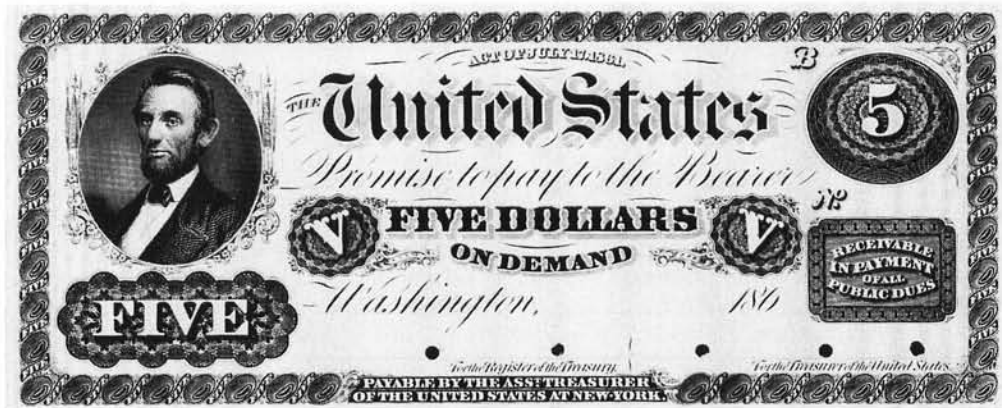 ACT OF JULY 17, 1861.
B
THE United States
5
Promise to pay to the Bearer
No
V FIVE DOLLARS V
ON DEMAND
RECEIVABLE
IN PAYMENT
OF ALL
PUBLIC DUES
FIVE
Washington, 186
For the Register of the Treasury.
For the Treasurer of the United States.
PAYABLE BY THE ASST. TREASURER
OF THE UNITED STATES AT NEW-YORK.